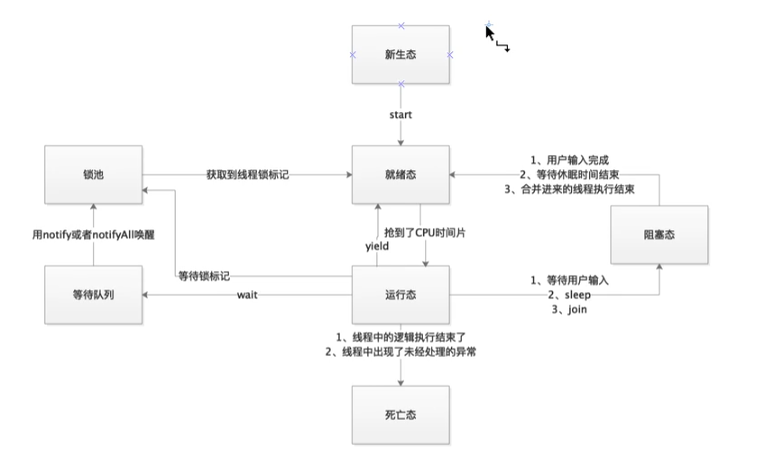 新生态
start
锁池
获取到线程锁标记
就绪态
1、用户输入完成
2、等待休眠时间结束
3、合并进来的线程执行结束
用notify或者notifyAll唤醒
yield
抢到了CPU时间片
阻塞态
等待锁标记
等待队列
wait
运行态
1、等待用户输入
2、sleep
3、join
1、线程中的逻辑执行结束了
2、线程中出现了未经处理的异常
死亡态